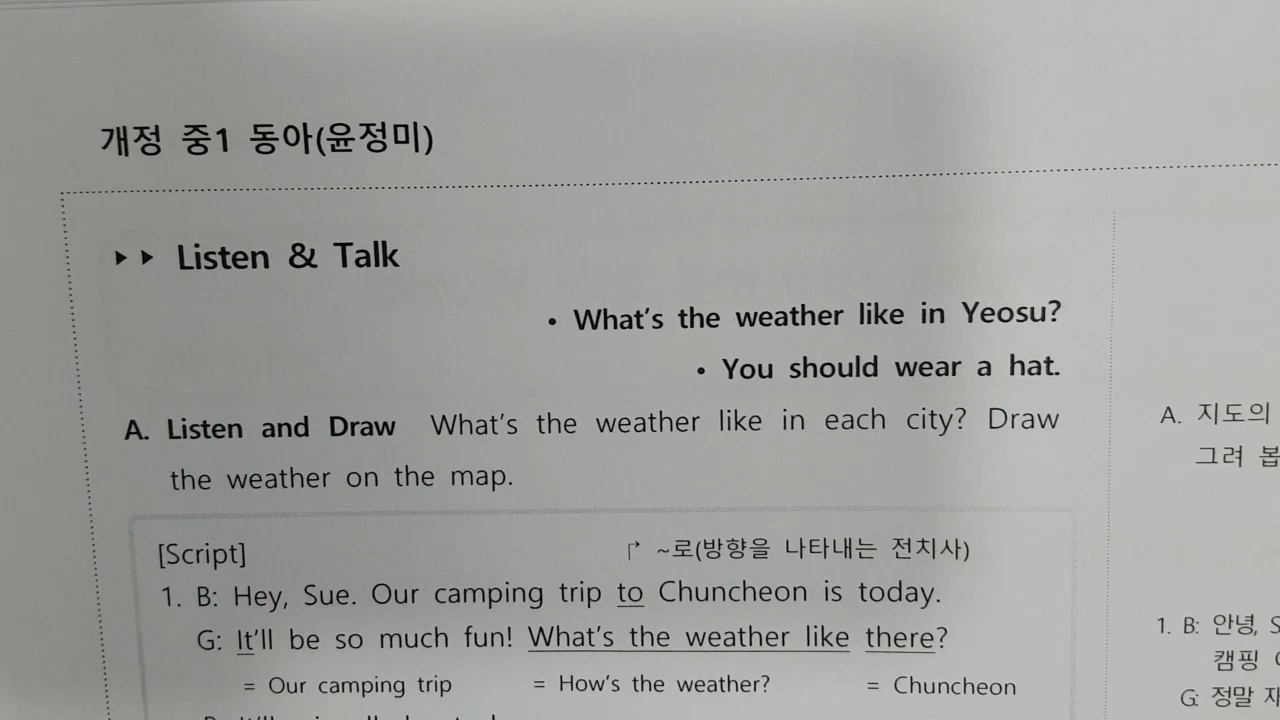 개정 중1 동아(윤정미)
▸ ▸ Listen & Talk
• What's the weather like in Yeosu?
• You should wear a hat.
A. Listen and Draw What's the weather like in each city? Draw
the weather on the map.
[Script]
~로(방향을 나타내는 전치사)
1. B: Hey, Sue. Our camping trip to Chuncheon is today.
G: It'll be so much fun! What's the weather like there?
= Our camping trip = How's the weather? = Chuncheon
A. 지도의
그려
1. B: 안녕,
캠핑
G: 정말